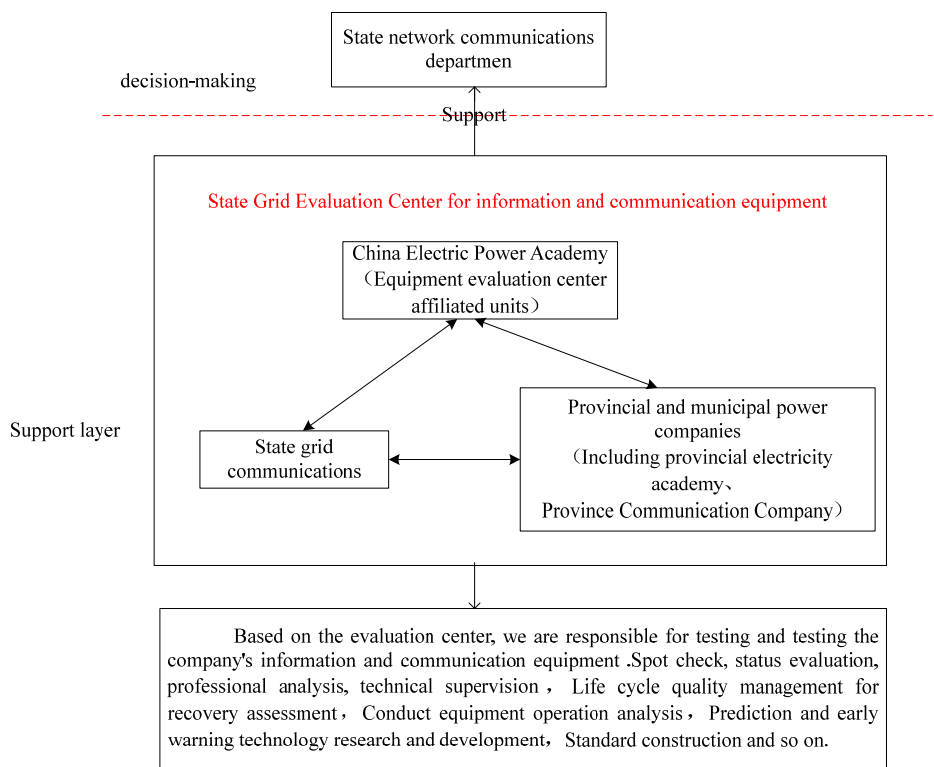 State network communications
departmen
decision-making
Support
State Grid Evaluation Center for information and communication equipment
China Electric Power Academy
（Equipment evaluation center
affiliated units）
Provincial and municipal power
companies
（Including provincial electricity
academy、
Province Communication Company）
Support layer
State grid
communications
Based on the evaluation center, we are responsible for testing and testing the
company's information and communication equipment .Spot check, status evaluation,
professional analysis, technical supervision ， Life cycle quality management for
recovery assessment， Conduct equipment operation analysis， Prediction and early
warning technology research and development， Standard construction and so on.